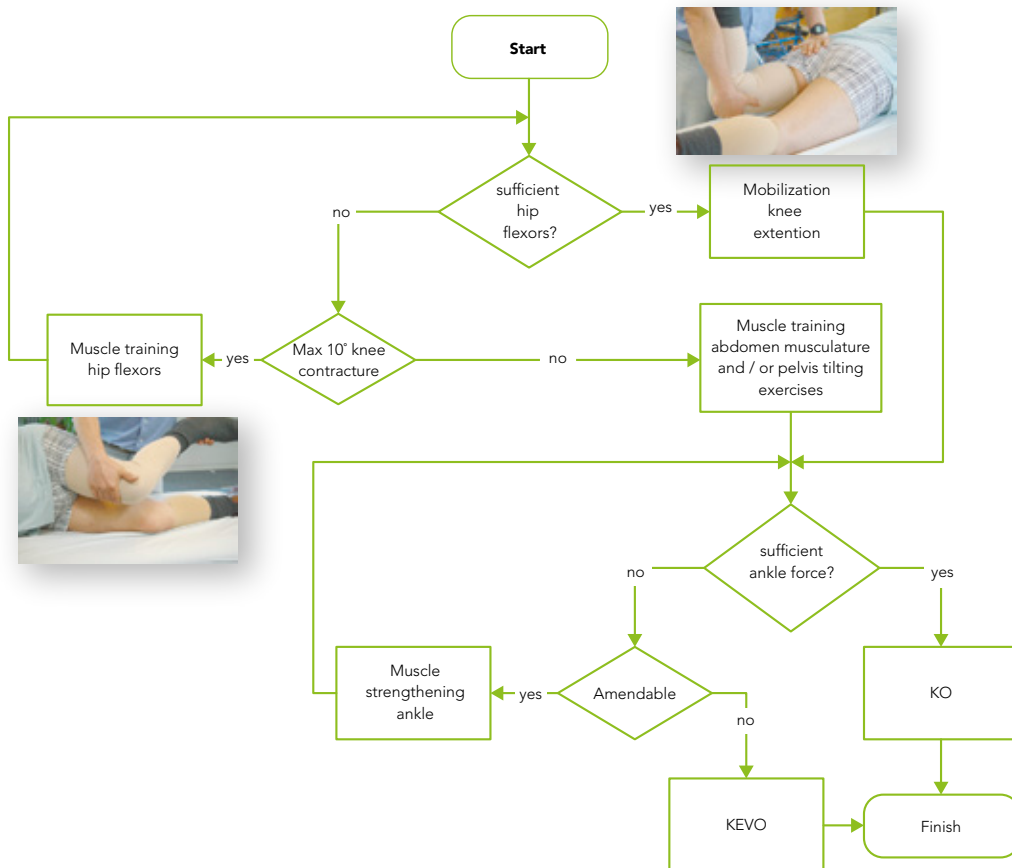 Start
sufficient
hip
flexors?
no
yes
Mobilization
knee
extention
Muscle training
hip flexors
yes
Max 10° knee
contracture
no
Muscle training
abdomen musculature
and / or pelvis tilting
exercises
sufficient
ankle force?
no
yes
Muscle
strengthening
ankle
yes
Amendable
no
KO
KEVO
Finish